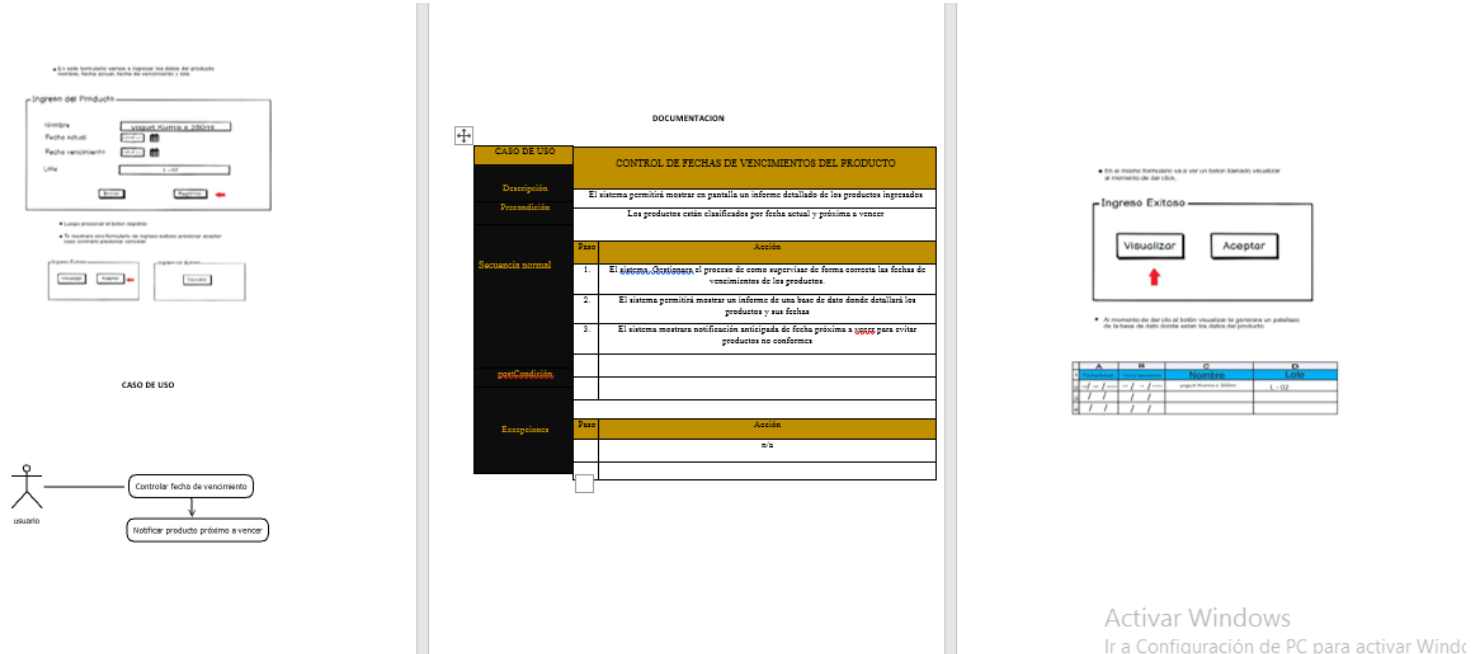 En este formulario vamos a ingresar los datos del producto
nombre, fecha actual, fecha de vencimiento y lote.
Ingreso del Producto
Nombre
yogurt Kumis x 350ml
Fecha actual
Fecha vencimiento
Lote
L - 02
Registrar
Luego presionar el boton registrar
Te mostrara otro formulario de ingreso exitoso presionar aceptar
caso contrario presionar cancelar
Ingreso Exitoso
Visualizar Aceptar
Cancelar
CASO DE USO
usuario
Controlar fecha de vencimiento
Notificar producto próximo a vencer
DOCUMENTACION
CASO DE USO
CONTROL DE FECHAS DE VENCIMIENTOS DEL PRODUCTO
Descripción
El sistema permitirá mostrar en pantalla un informe detallado de los productos ingresados
Precondición
Los productos están clasificados por fecha actual y próxima a vencer
Secuencia normal
Paso Acción
1. El sistema. Gestionara el proceso de como supervisar de forma correcta las fechas de
vencimientos de los productos.
2. El sistema permitirá mostrar un informe de una base de dato donde detallará los
productos y sus fechas
3. El sistema mostrara notificación anticipada de fecha próxima a para evitar
productos no conformes
postCondición
Excepciones
Paso Acción
n/a
En el mismo formulario va a ver un boton llamado visualizar
al momento de dar click.
Ingreso Exitoso
Visualizar Aceptar
Al momento de dar clic el botón visualizar te generara un pantallazo
de la base de dato donde estan los datos del producto.
A B C D
Nombre Lote
L - 02
Activar Windows
Ir a Configuración de PC para activar Windo